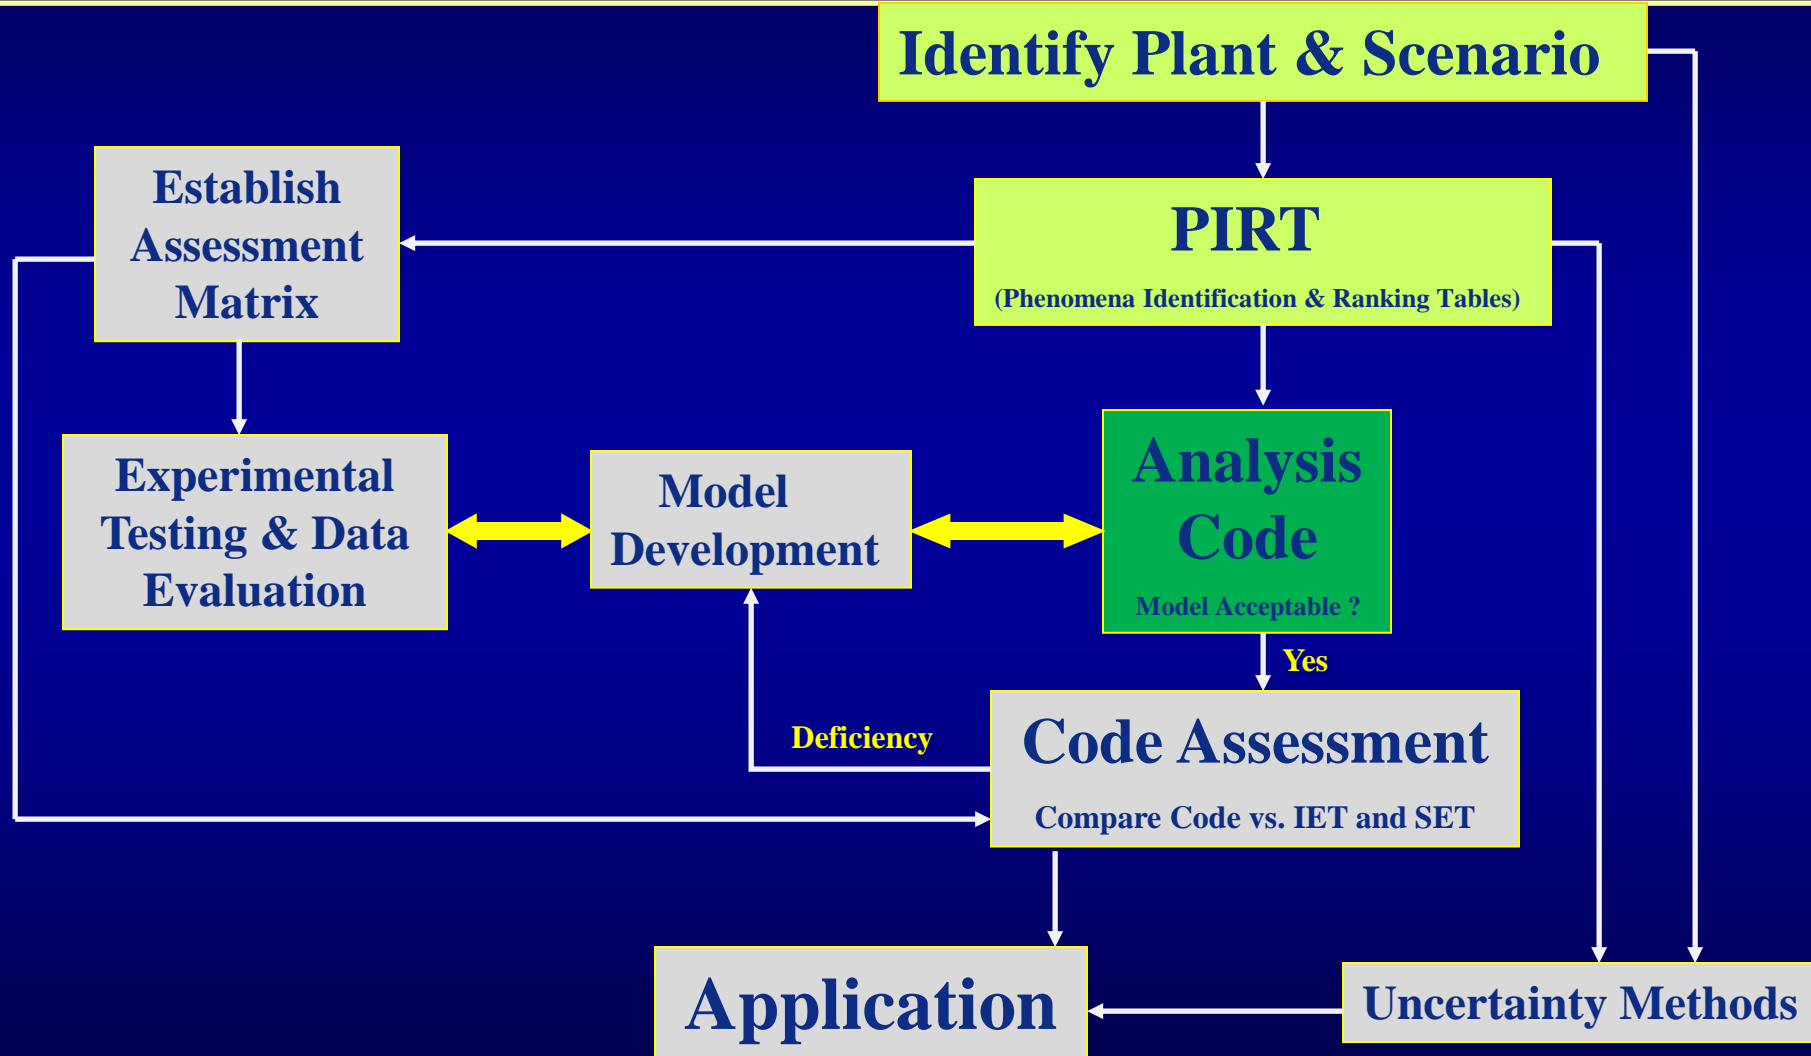 Identify Plant & Scenario
Establish
Assessment
Matrix
PIRT
(Phenomena Identification & Ranking Tables)
Experimental
Testing & Data
Evaluation
Model
Development
Analysis
Code
Model Acceptable ?
Yes
Deficiency
Code Assessment
Compare Code vs. IET and SET
Application
Uncertainty Methods